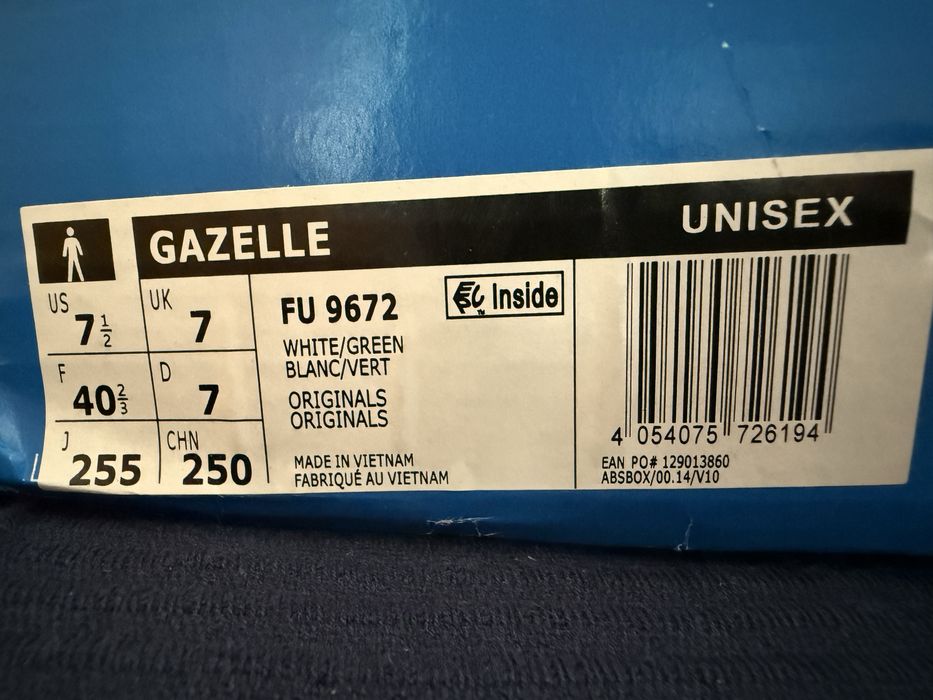 GAZELLE
UNISEX
US 7 1/2
UK 7
F 40 2/3
D 7
J 255
CHN 250
FU 9672
WHITE/GREEN
BLANC/VERT
ORIGINALS
ORIGINALS
MADE IN VIETNAM
FABRIQUÉ AU VIETNAM
Inside
4 054075 726194
EAN PO# 129013860
ABSBOX/00.14/V10